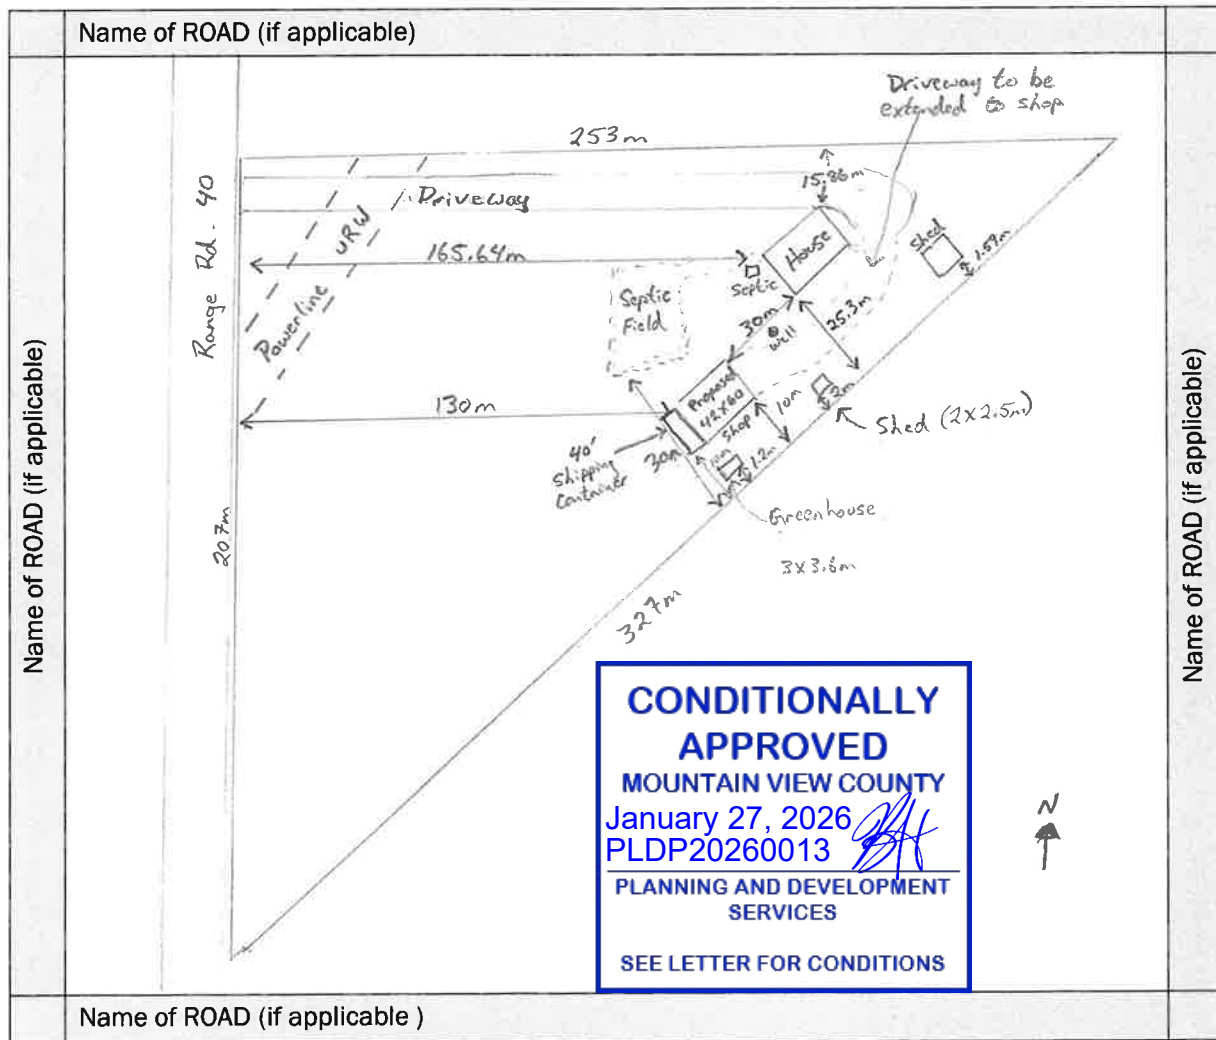 Name of ROAD (if applicable)
Name of ROAD (if applicable)
Name of ROAD (if applicable)
Driveway to be
extended to shop
253m
15.86m
Range Rd. 40
Driveway
Powerline URW
165.64m
House
Shed
1.59m
Septic
Septic
Field
30m
well
25.3m
130m
Proposed
42x60
Shop
10m
2m
Shed (2x2.5m)
40'
Shipping
Container
30m
10m
1.2m
Greenhouse
3x3.6m
207m
327m
CONDITIONALLY
APPROVED
MOUNTAIN VIEW COUNTY
January 27, 2026
PLDP20260013
PLANNING AND DEVELOPMENT
SERVICES
SEE LETTER FOR CONDITIONS
N
Name of ROAD (if applicable )